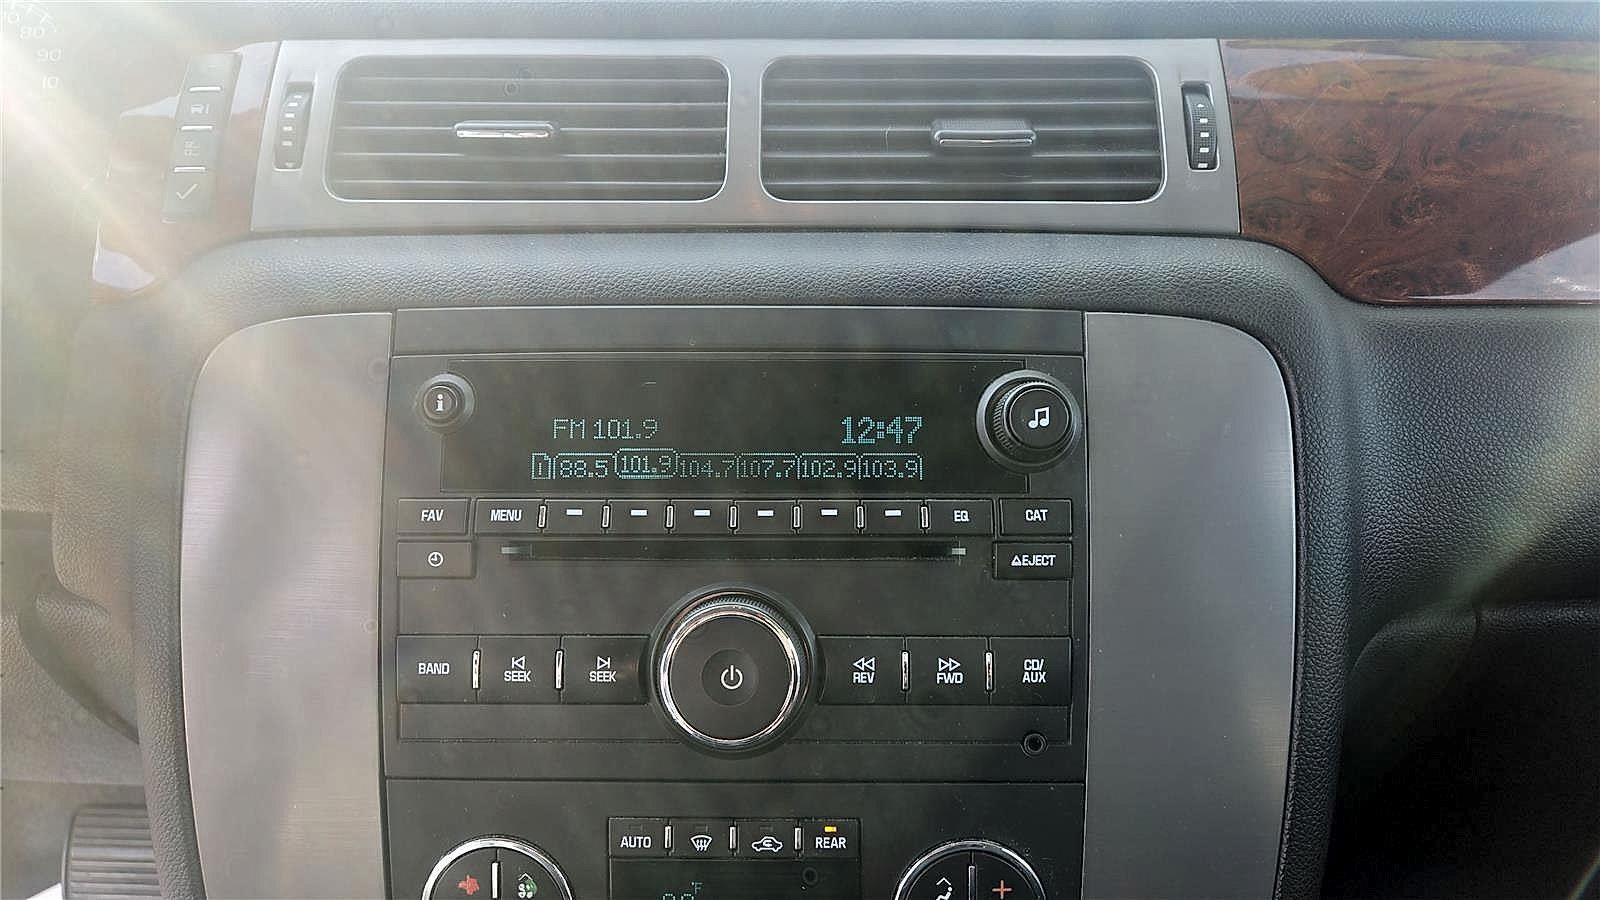 FM 101.9 12:47
1 88.5 101.9 104.7 107.7 102.9 103.9
FAV MENU EQ CAT
EJECT
BAND SEEK SEEK REV FWD CD/
AUX
AUTO REAR
F